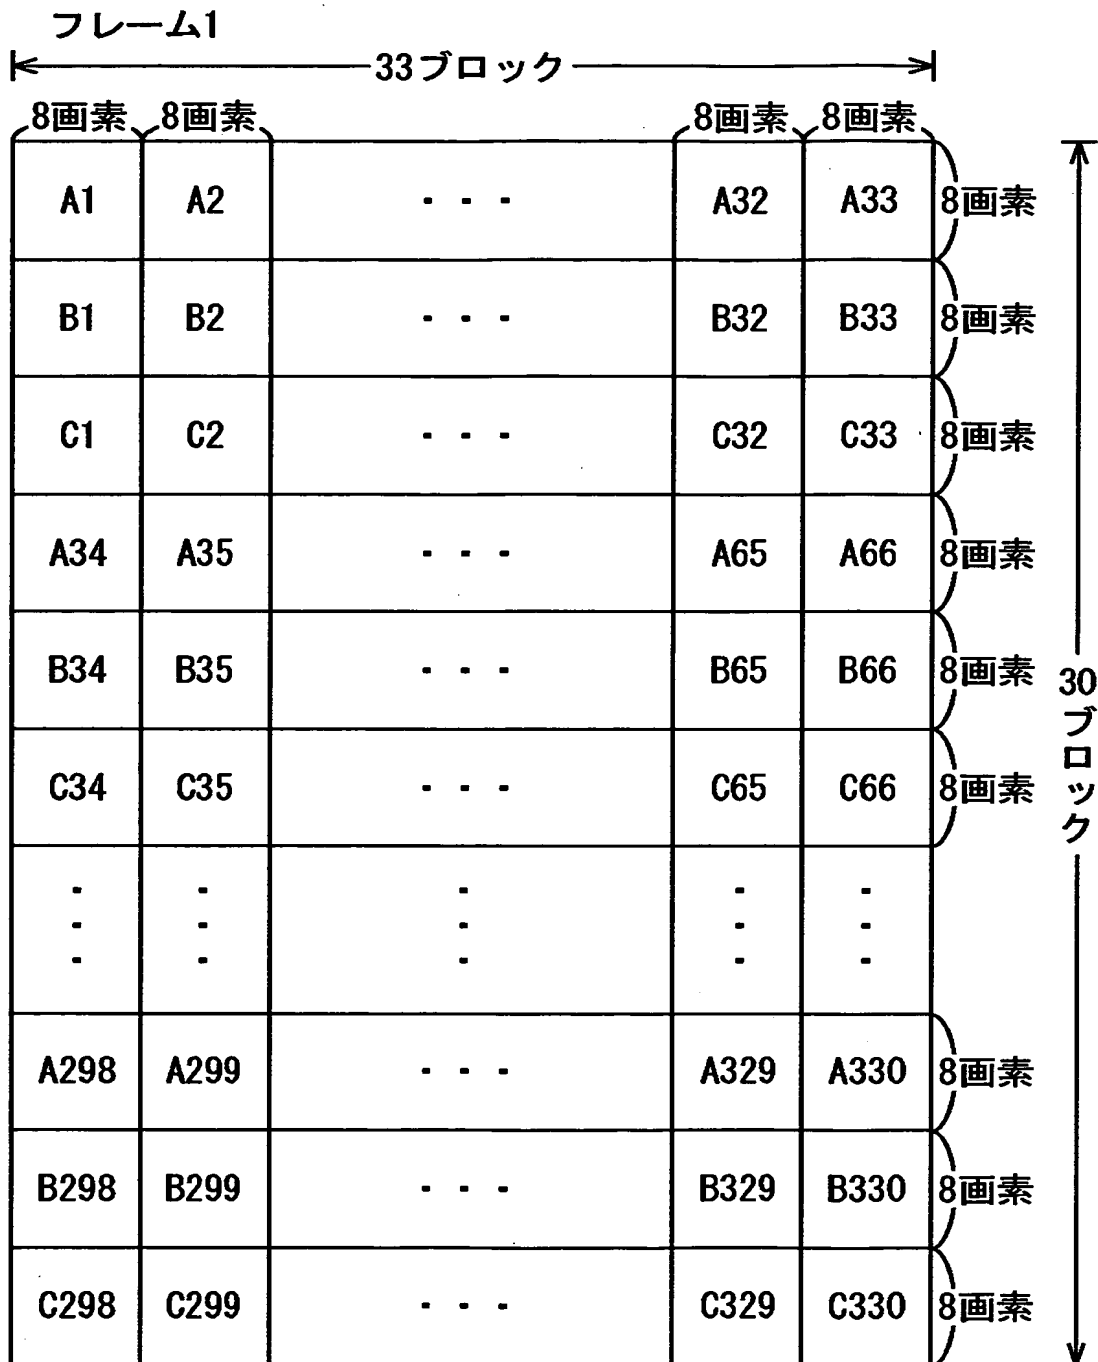 フレーム1
33ブロック
8画素 8画素 8画素 8画素
A1 A2 ・・・ A32 A33 8画素
B1 B2 ・・・ B32 B33 8画素
C1 C2 ・・・ C32 C33 8画素
A34 A35 ・・・ A65 A66 8画素
B34 B35 ・・・ B65 B66 8画素
C34 C35 ・・・ C65 C66 8画素
30ブロック
A298 A299 ・・・ A329 A330 8画素
B298 B299 ・・・ B329 B330 8画素
C298 C299 ・・・ C329 C330 8画素